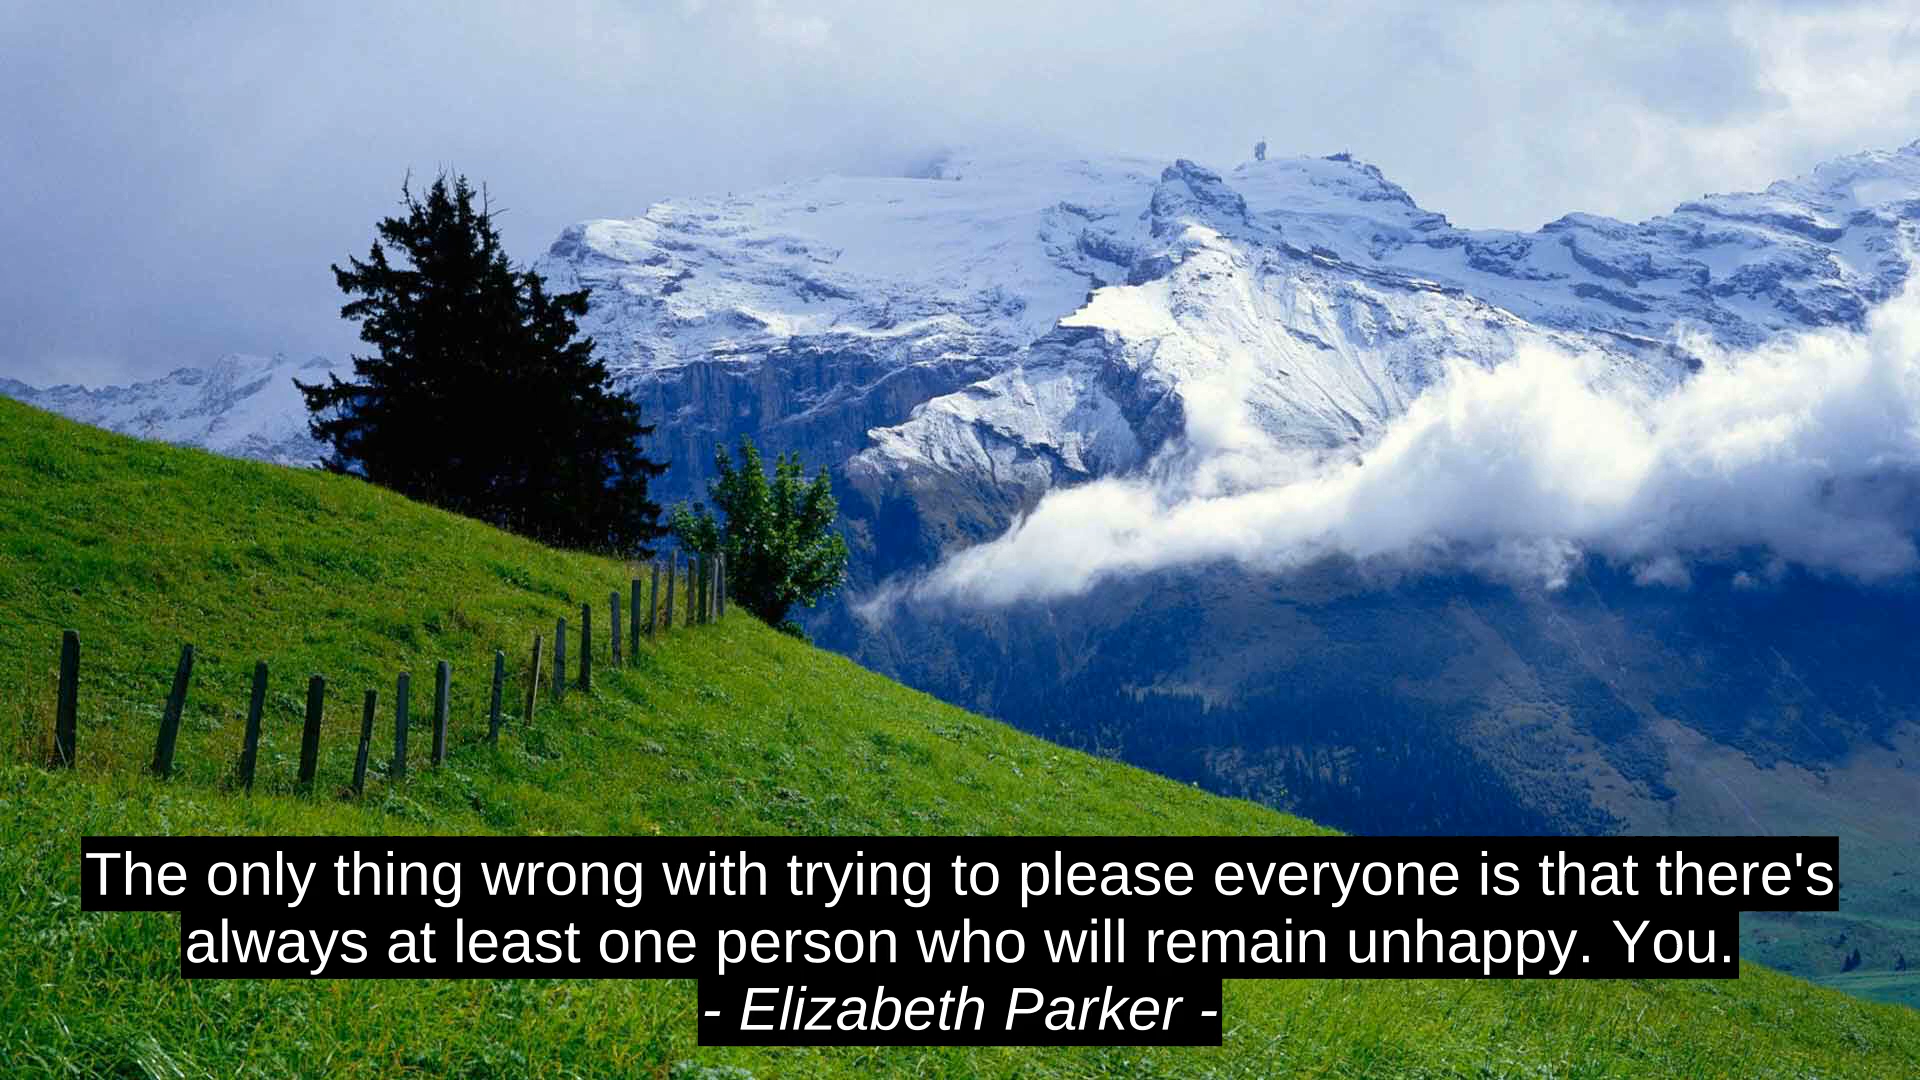 The only thing wrong with trying to please everyone is that there's
always at least one person who will remain unhappy. You.
- Elizabeth Parker -